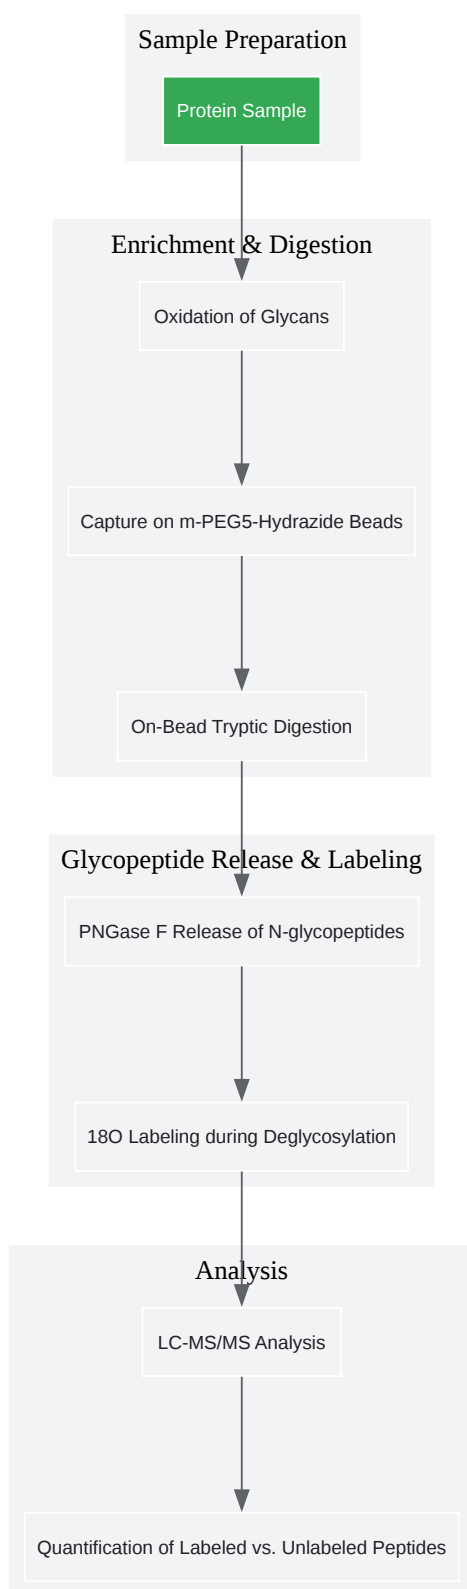 Sample Preparation
Protein Sample
Enrichment & Digestion
Oxidation of Glycans
Capture on m-PEG5-Hydrazide Beads
On-Bead Tryptic Digestion
Glycopeptide Release & Labeling
PNGase F Release of N-glycopeptides
18O Labeling during Deglycosylation
Analysis
LC-MS/MS Analysis
Quantification of Labeled vs. Unlabeled Peptides